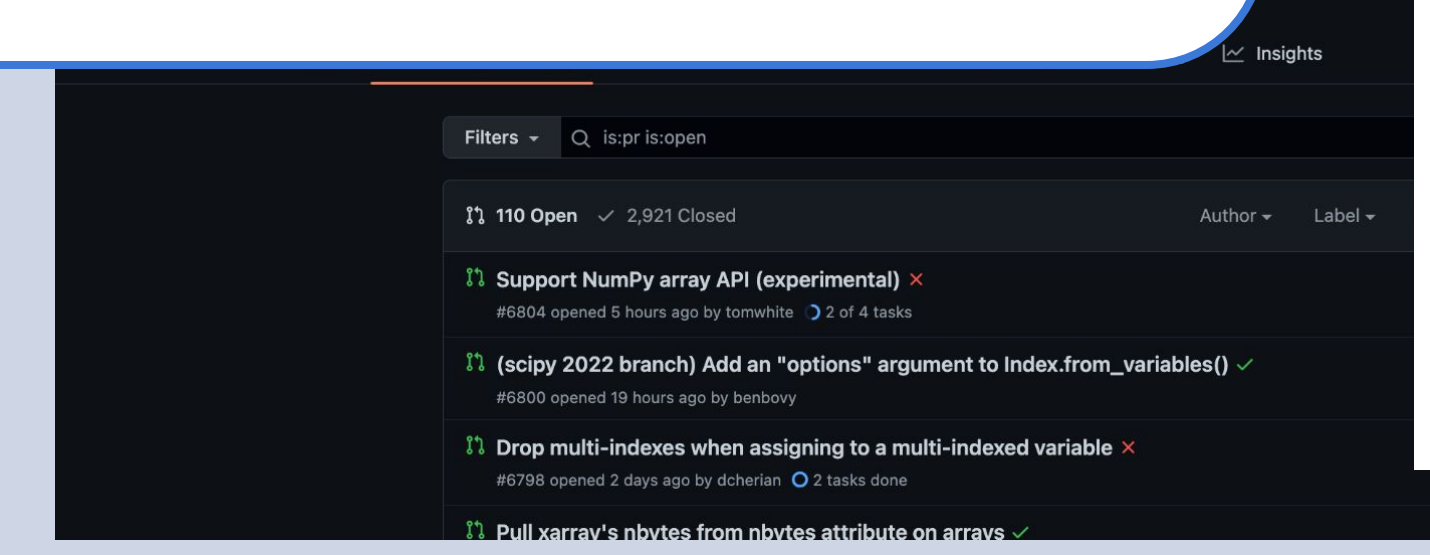 Insights
Filters is:pr is:open
110 Open 2,921 Closed Author Label
Support NumPy array API (experimental)
#6804 opened 5 hours ago by tomwhite 2 of 4 tasks
(scipy 2022 branch) Add an "options" argument to Index.from_variables()
#6800 opened 19 hours ago by benbovy
Drop multi-indexes when assigning to a multi-indexed variable
#6798 opened 2 days ago by dcherian 2 tasks done
Pull xarray's nbytes from nbytes attribute on arrays